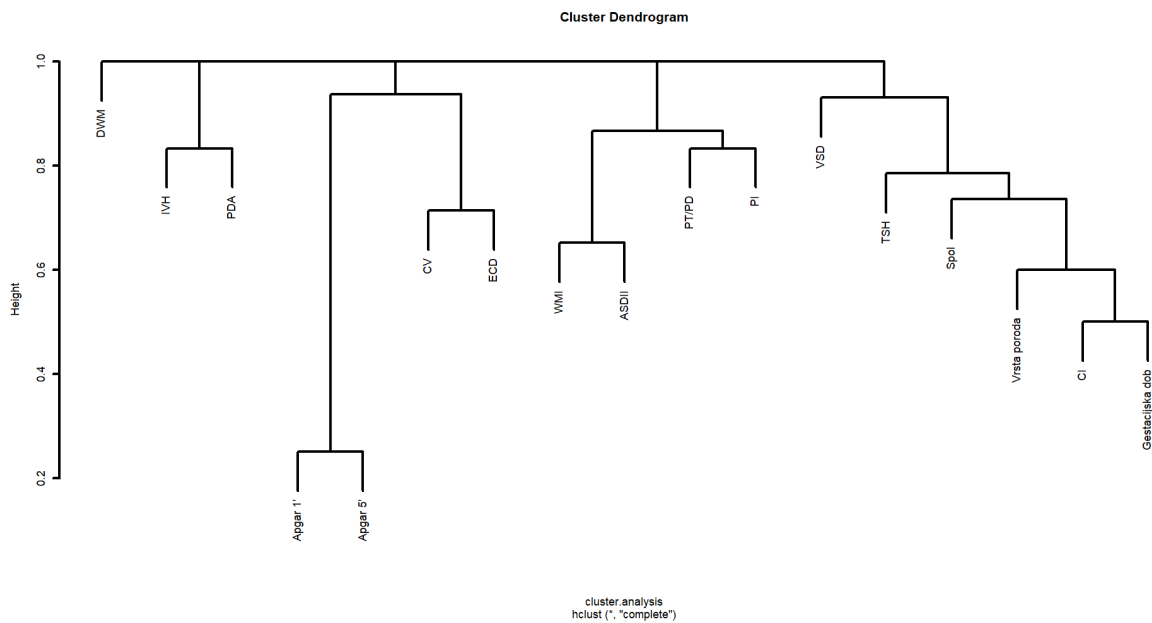 Cluster Dendrogram
Height
1.0
0.8
0.6
0.4
0.2
DWM
IVH
PDA
Apgar 1'
Apgar 5'
CV
ECD
WMI
ASDII
PT/PD
PI
VSD
TSH
Spol
Vrsta poroda
CI
Gestacijska dob
cluster.analysis
hclust (*, "complete")